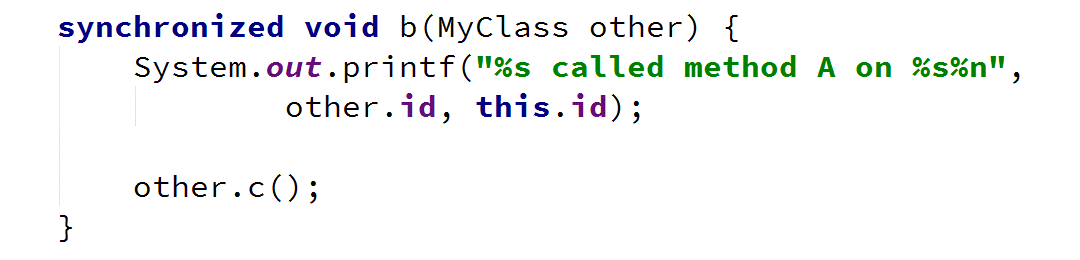 synchronized void b(MyClass other) {
    System.out.printf("%s called method A on %s%n",
            other.id, this.id);

    other.c();
}